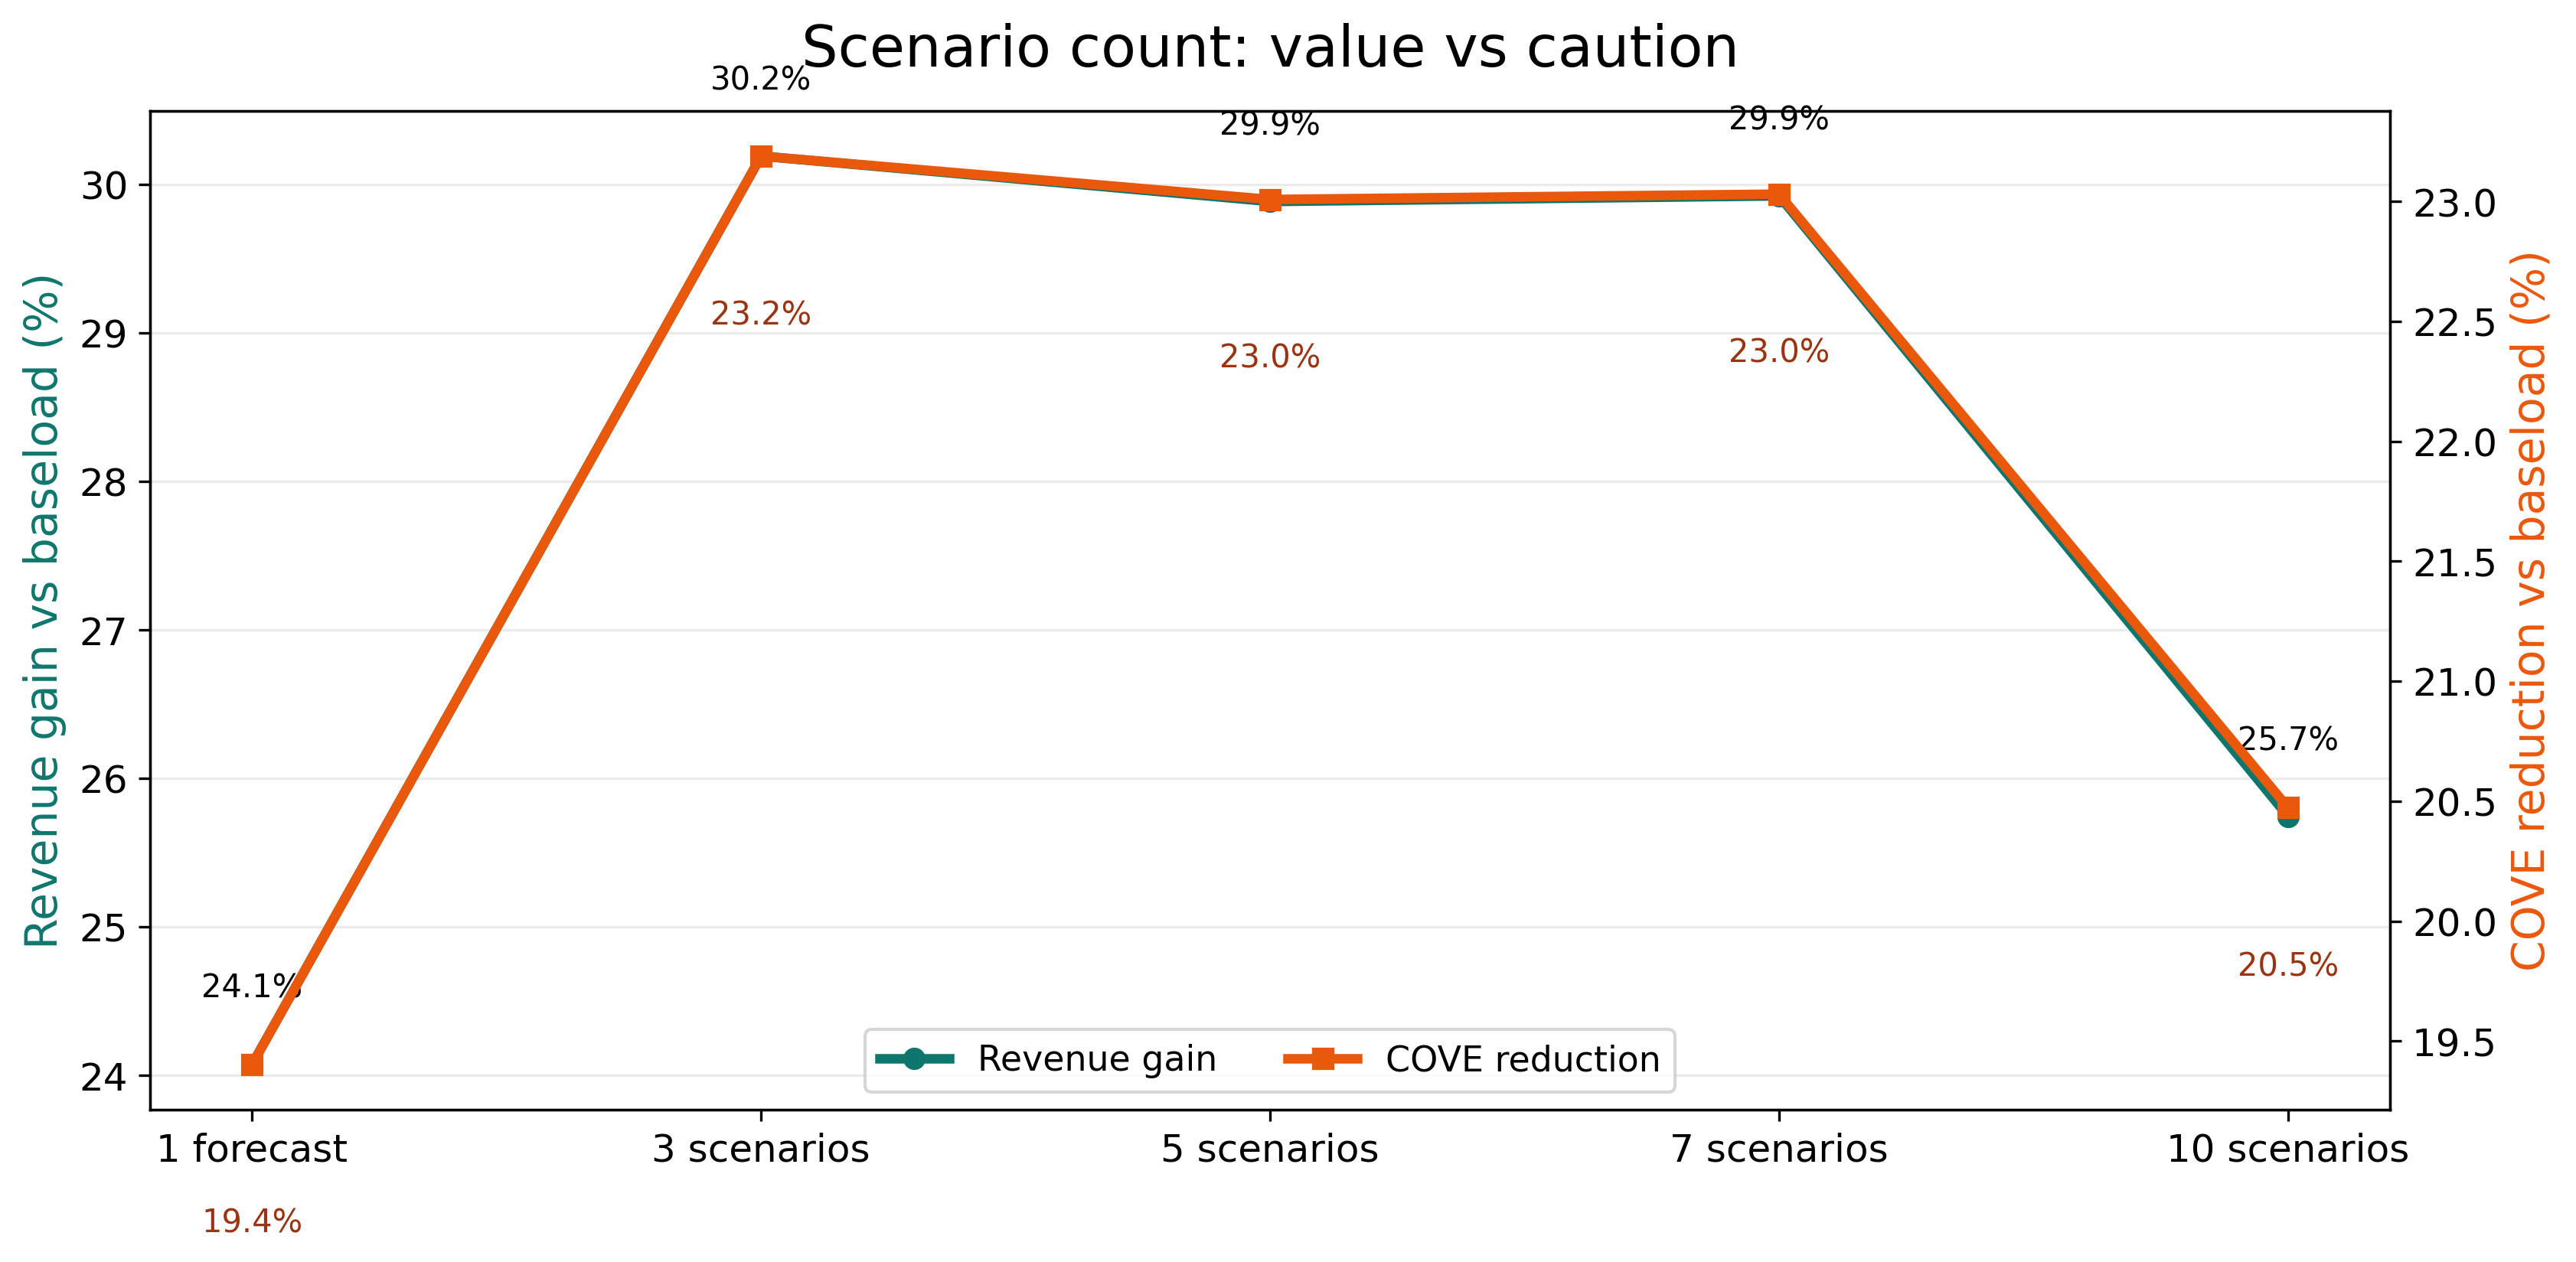 Scenario count: value vs caution
30.2%
29.9%
29.9%
30
29
28
27
26
25
24
Revenue gain vs baseload (%)
23.0
22.5
22.0
21.5
21.0
20.5
20.0
19.5
COVE reduction vs baseload (%)
23.2%
23.0%
23.0%
25.7%
20.5%
24.1%
Revenue gain
COVE reduction
1 forecast
3 scenarios
5 scenarios
7 scenarios
10 scenarios
19.4%